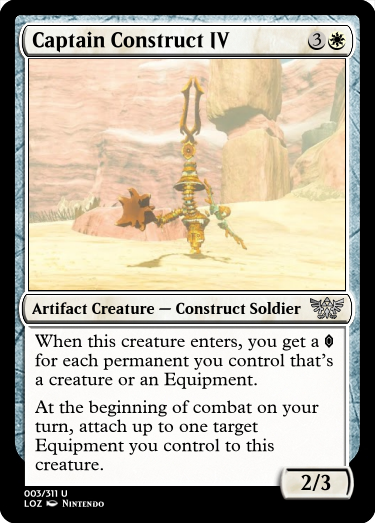 Captain Construct IV 3
Artifact Creature — Construct Soldier
When this creature enters, you get a
for each permanent you control that's
a creature or an Equipment.
At the beginning of combat on your
turn, attach up to one target
Equipment you control to this
creature.
2/3
003/311 U
LOZ Nintendo